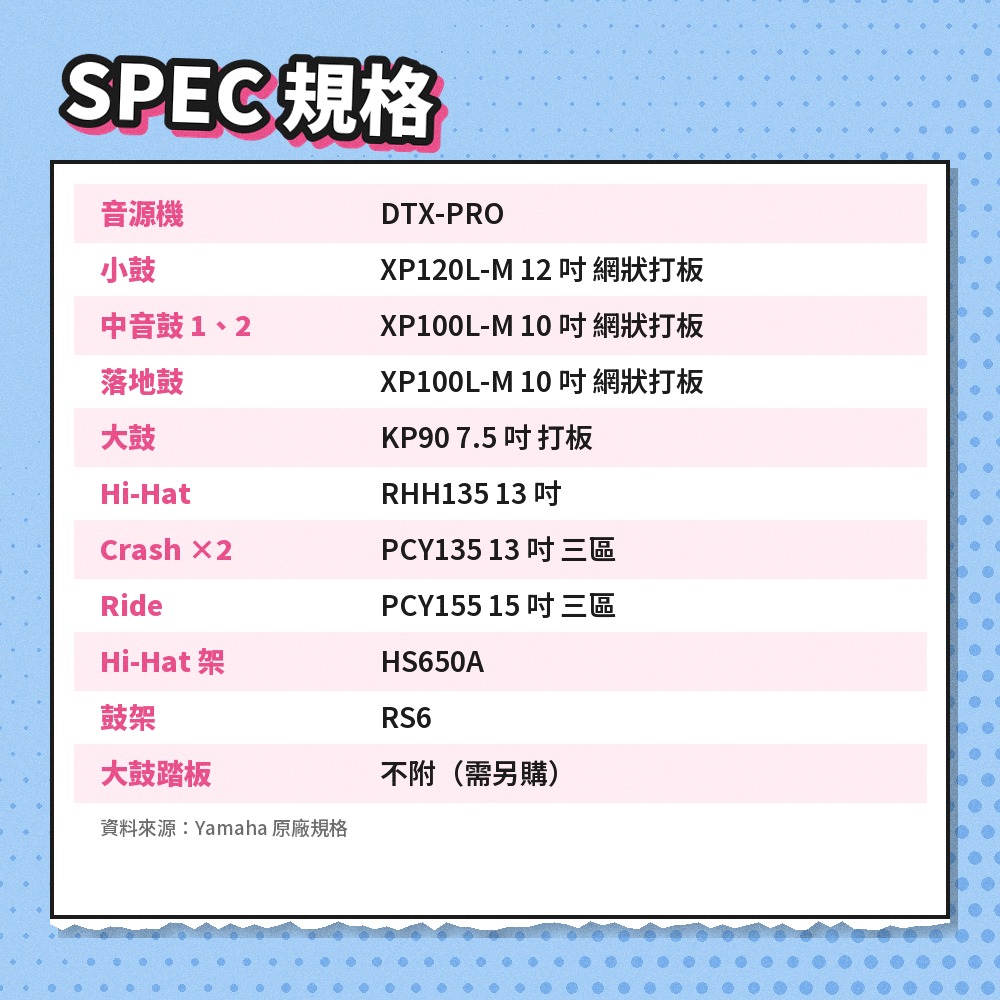 SPEC 規格
音源機 DTX-PRO
小鼓 XP120L-M 12 吋 網狀打板
中音鼓 1、2 XP100L-M 10 吋 網狀打板
落地鼓 XP100L-M 10 吋 網狀打板
大鼓 KP90 7.5 吋 打板
Hi-Hat RHH135 13 吋
Crash ×2 PCY135 13 吋 三區
Ride PCY155 15 吋 三區
Hi-Hat 架 HS650A
鼓架 RS6
大鼓踏板 不附（需另購）
資料來源：Yamaha 原廠規格